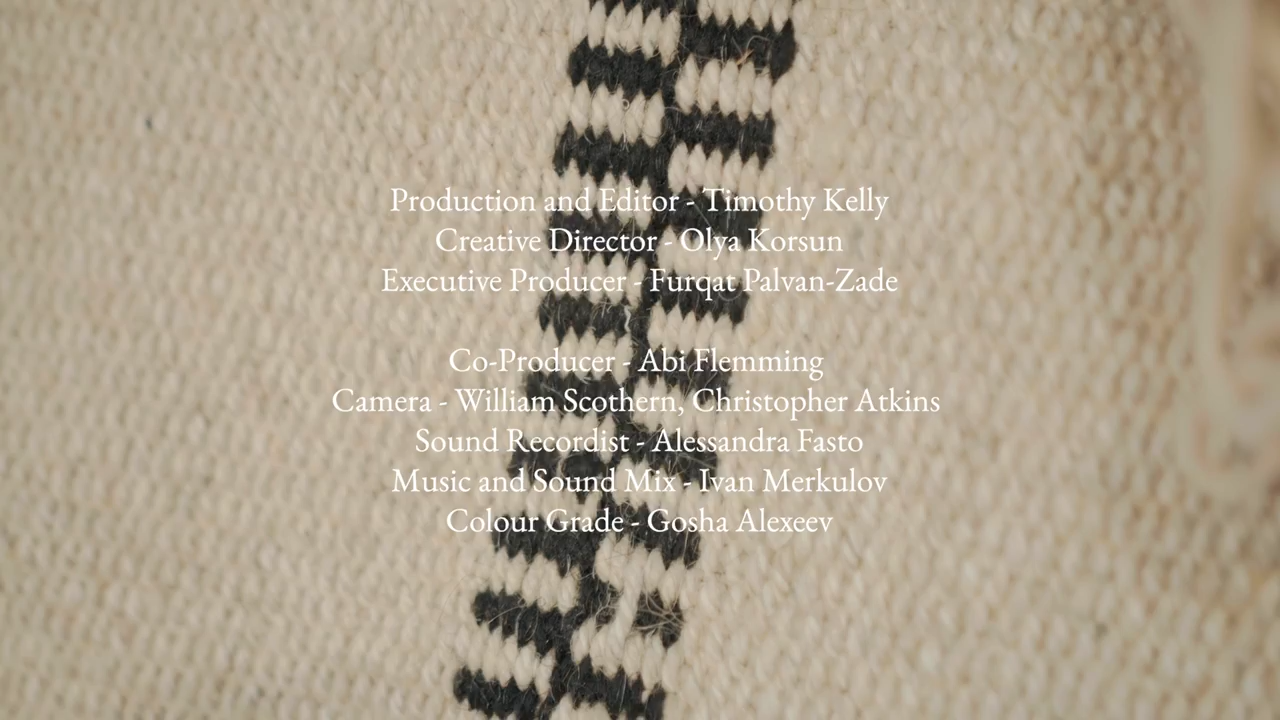 Production and Editor - Timothy Kelly
Creative Director - Olya Korsun
Executive Producer - Furqat Palvan-Zade
Co-Producer - Abi Flemming
Camera - William Scothern, Christopher Atkins
Sound Recordist - Alessandra Fasto
Music and Sound Mix - Ivan Merkulov
Colour Grade - Gosha Alexeev